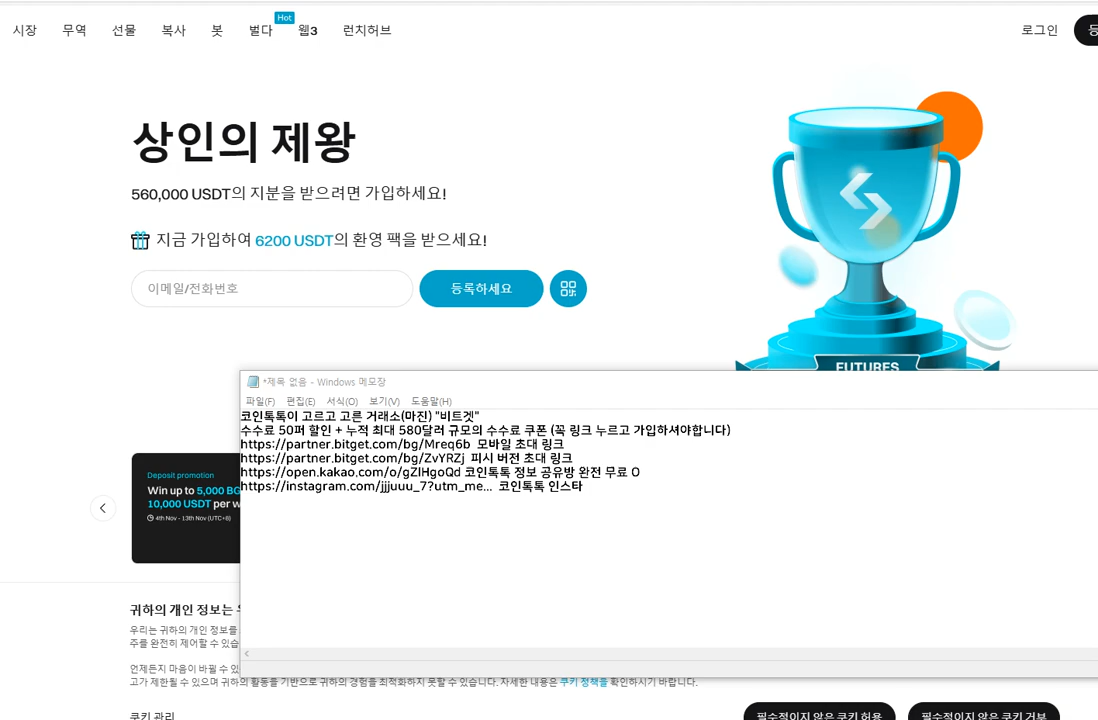 시장 무역 선물 복사 봇 벌다 Hot 웹3 런치허브 로그인
상인의 제왕
560,000 USDT의 지분을 받으려면 가입하세요!
지금 가입하여 6200 USDT의 환영 팩을 받으세요!
이메일/전화번호 등록하세요
FUTURES
*제목 없음 - Windows 메모장
파일(F) 편집(E) 서식(O) 보기(V) 도움말(H)
코인톡톡이 고르고 고른 거래소(마진) "비트겟"
수수료 50퍼 할인 + 누적 최대 580달러 규모의 수수료 쿠폰 (꼭 링크 누르고 가입하셔야합니다)
https://partner.bitget.com/bg/Mreq6b 모바일 초대 링크
https://partner.bitget.com/bg/ZvYRZj 피시 버전 초대 링크
https://open.kakao.com/o/gZlHgoQd 코인톡톡 정보 공유방 완전 무료 O
https://instagram.com/jjjuuu_7?utm_me... 코인톡톡 인스타
Deposit promotion
Win up to 5,000 BG
10,000 USDT per w
4th Nov - 13th Nov (UTC+8)
귀하의 개인 정보는
우리는 귀하의 개인 정보를
주를 완전히 제어할 수 있습
언제든지 마음이 바뀔 수 있
고가 제한될 수 있으며 귀하의 활동을 기반으로 귀하의 경험을 최적화하지 못할 수 있습니다. 자세한 내용은 쿠키 정책을 확인하시기 바랍니다.
쿠키 관리 필수적이지 않은 쿠키 허용 필수적이지 않은 쿠키 거부